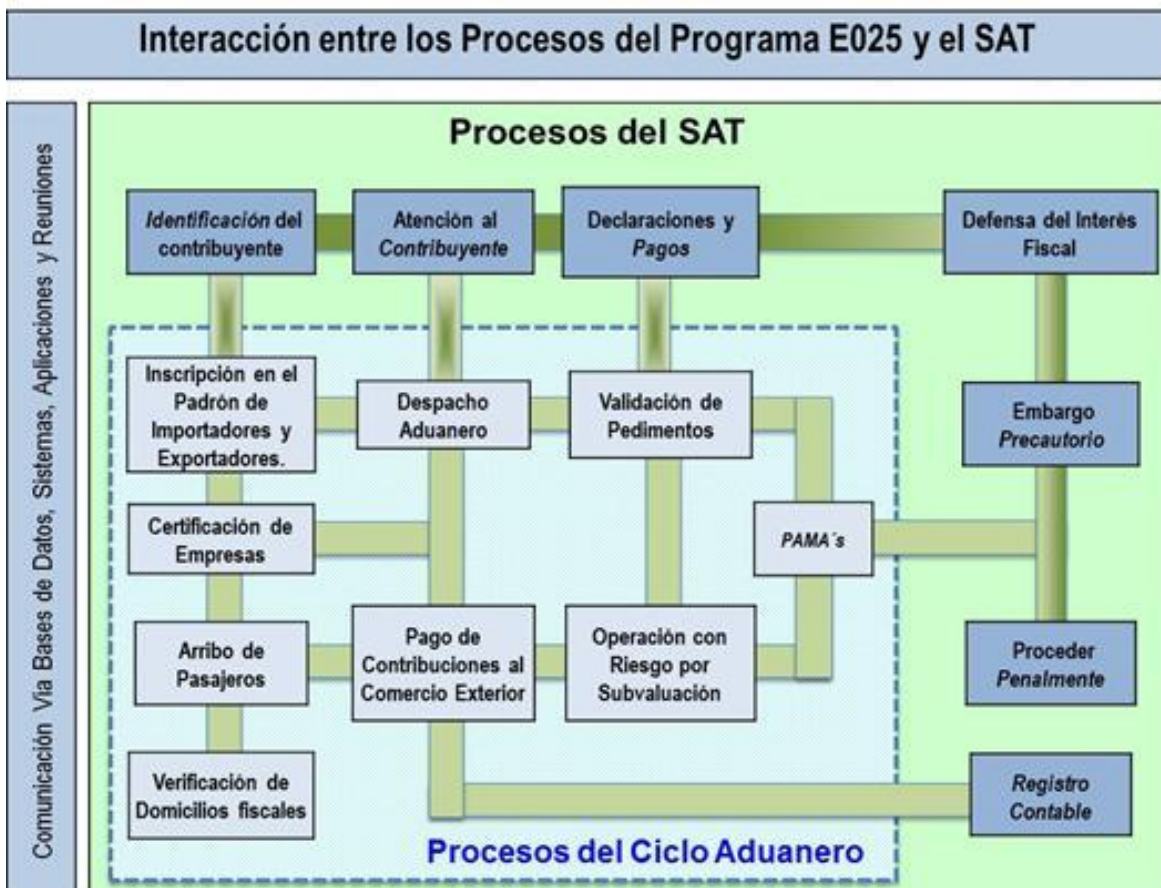 Interacción entre los Procesos del Programa E025 y el SAT
Comunicación Via Bases de Datos, Sistemas, Aplicaciones y Reuniones
Procesos del SAT
Identificación del
contribuyente
Atención al
Contribuyente
Declaraciones y
Pagos
Defensa del Interés
Fiscal
Inscripción en el
Padrón de
Importadores y
Exportadores.
Despacho
Aduanero
Validación de
Pedimentos
Embargo
Precautorio
Certificación de
Empresas
PAMA´s
Arribo de
Pasajeros
Pago de
Contribuciones al
Comercio Exterior
Operación con
Riesgo por
Subvaluación
Proceder
Penalmente
Verificación de
Domicilios fiscales
Registro
Contable
Procesos del Ciclo Aduanero